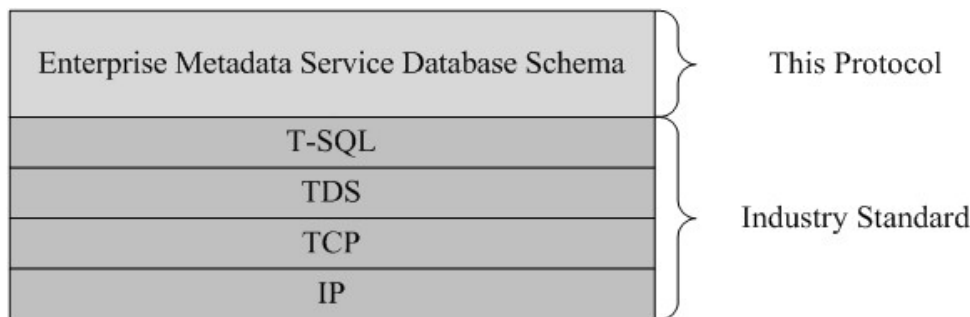 Enterprise Metadata Service Database Schema
This Protocol
T-SQL
TDS
TCP
IP
Industry Standard